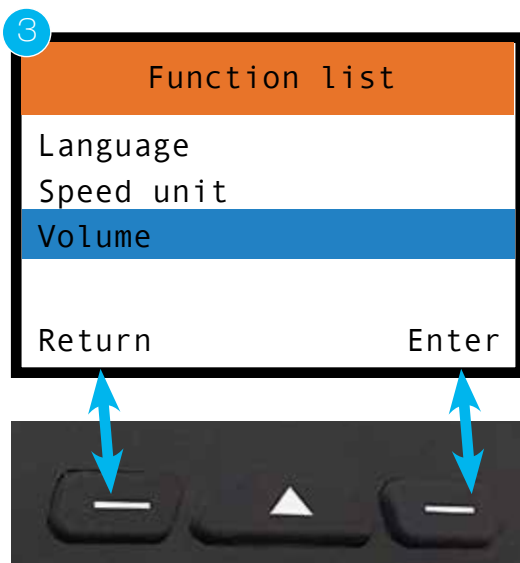 3
Function list
Language
Speed unit
Volume
Return Enter